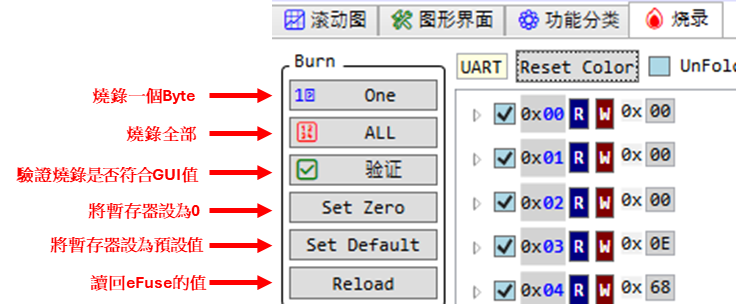 滚动图 图形界面 功能分类 烧录
Burn
UART Reset Color UnFol
燒錄一個Byte One
燒錄全部 ALL
驗證燒錄是否符合GUI值 验证
將暫存器設為0 Set Zero
將暫存器設為預設值 Set Default
讀回eFuse的值 Reload
0x00 R W 0x 00
0x01 R W 0x 00
0x02 R W 0x 00
0x03 R W 0x 0E
0x04 R W 0x 68